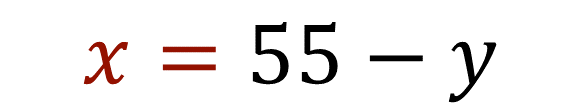 x = 55 − y